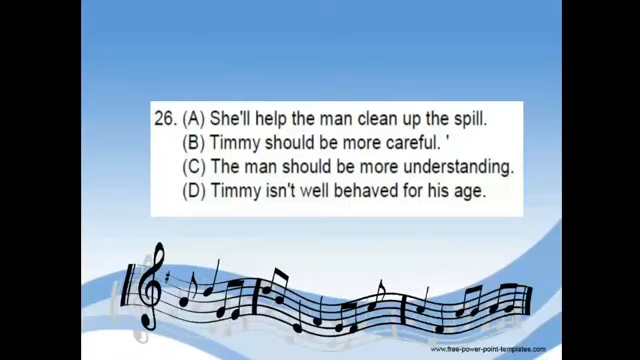 26. (A) She'll help the man clean up the spill.
(B) Timmy should be more careful. '
(C) The man should be more understanding.
(D) Timmy isn't well behaved for his age.
www.free-power-point-templates.com